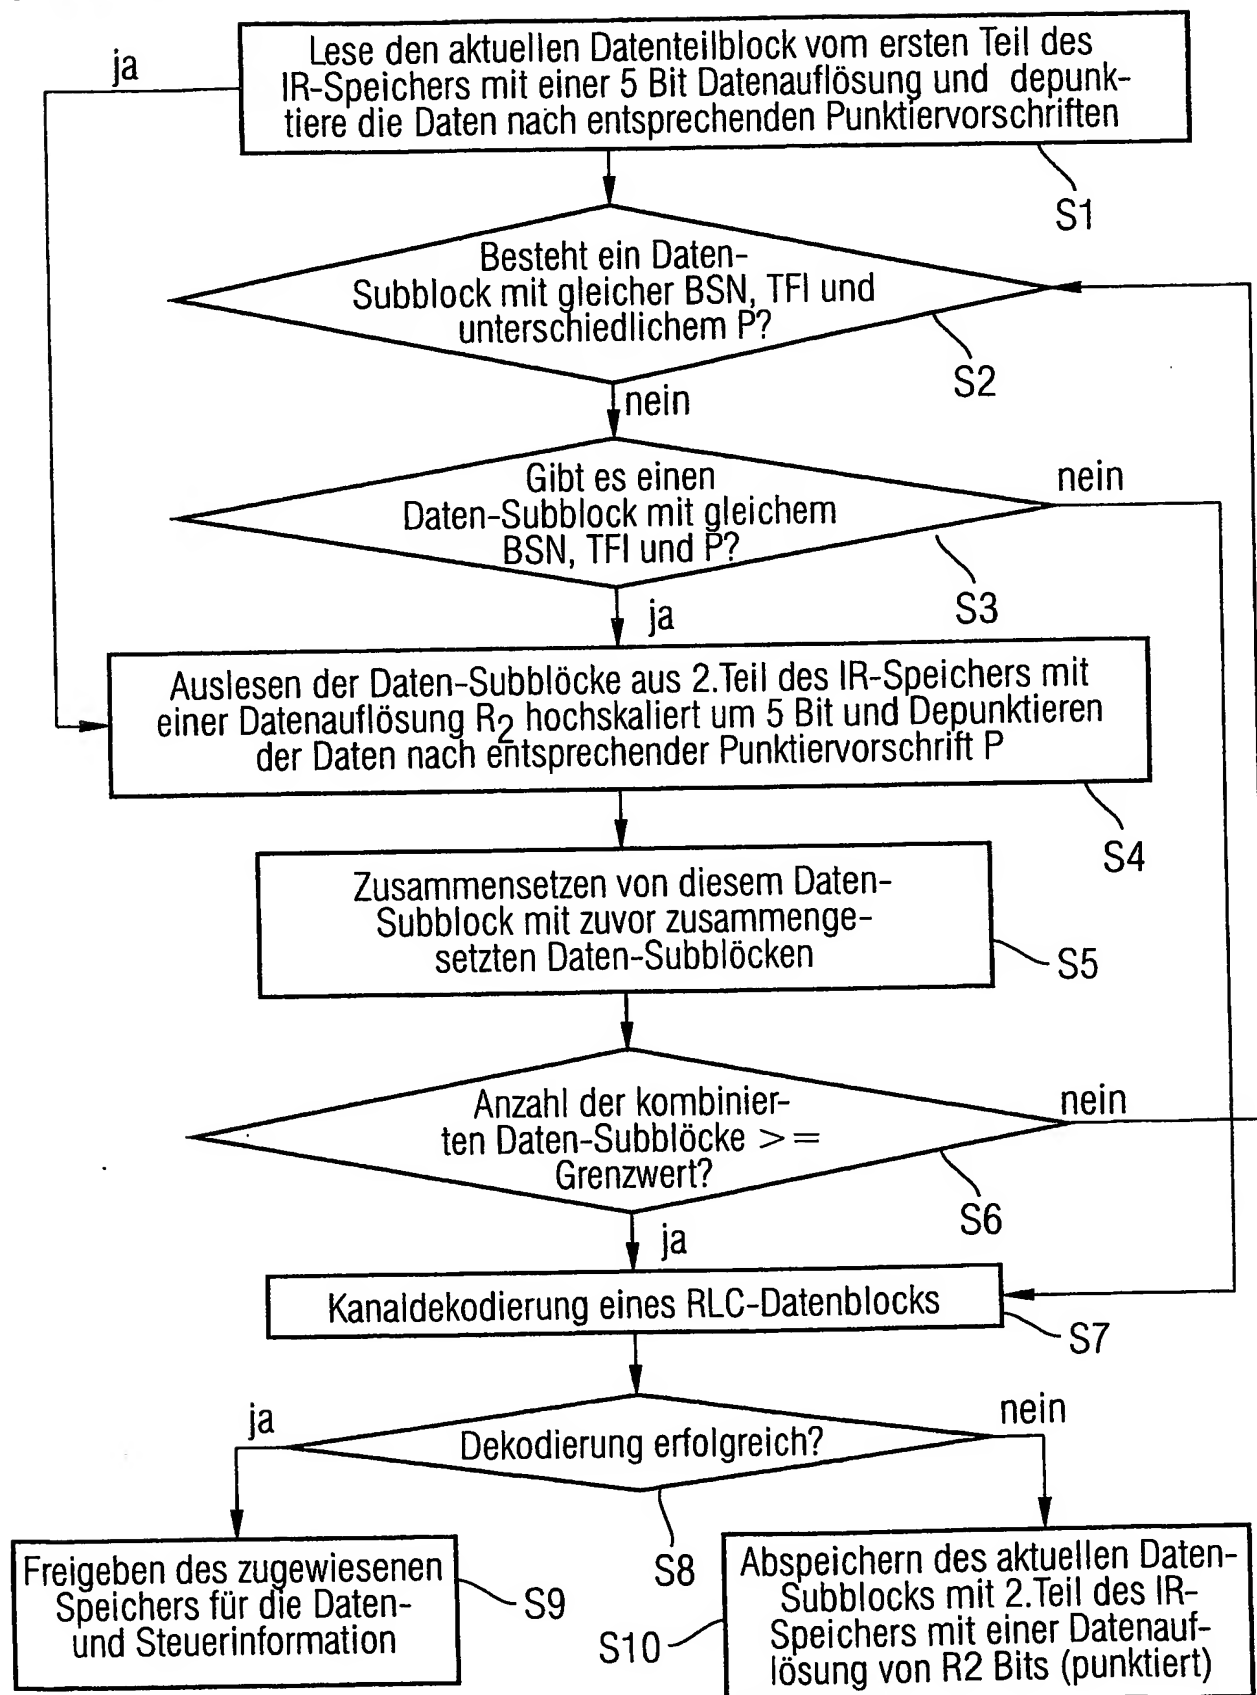 ja
Lese den aktuellen Datenteilblock vom ersten Teil des
IR-Speichers mit einer 5 Bit Datenauflösung und depunk-
tiere die Daten nach entsprechenden Punktiervorschriften
S1
Besteht ein Daten-
Subblock mit gleicher BSN, TFI und
unterschiedlichem P?
S2
nein
Gibt es einen
Daten-Subblock mit gleichem
BSN, TFI und P?
nein
S3
ja
Auslesen der Daten-Subblöcke aus 2.Teil des IR-Speichers mit
einer Datenauflösung R2 hochskaliert um 5 Bit und Depunktieren
der Daten nach entsprechender Punktiervorschrift P
S4
Zusammensetzen von diesem Daten-
Subblock mit zuvor zusammenge-
setzten Daten-Subblöcken
S5
Anzahl der kombinier-
ten Daten-Subblöcke >=
Grenzwert?
nein
S6
ja
Kanaldekodierung eines RLC-Datenblocks
S7
ja
Dekodierung erfolgreich?
nein
S8
Freigeben des zugewiesenen
Speichers für die Daten-
und Steuerinformation
S9
Abspeichern des aktuellen Daten-
Subblocks mit 2.Teil des IR-
Speichers mit einer Datenauf-
lösung von R2 Bits (punktiert)
S10